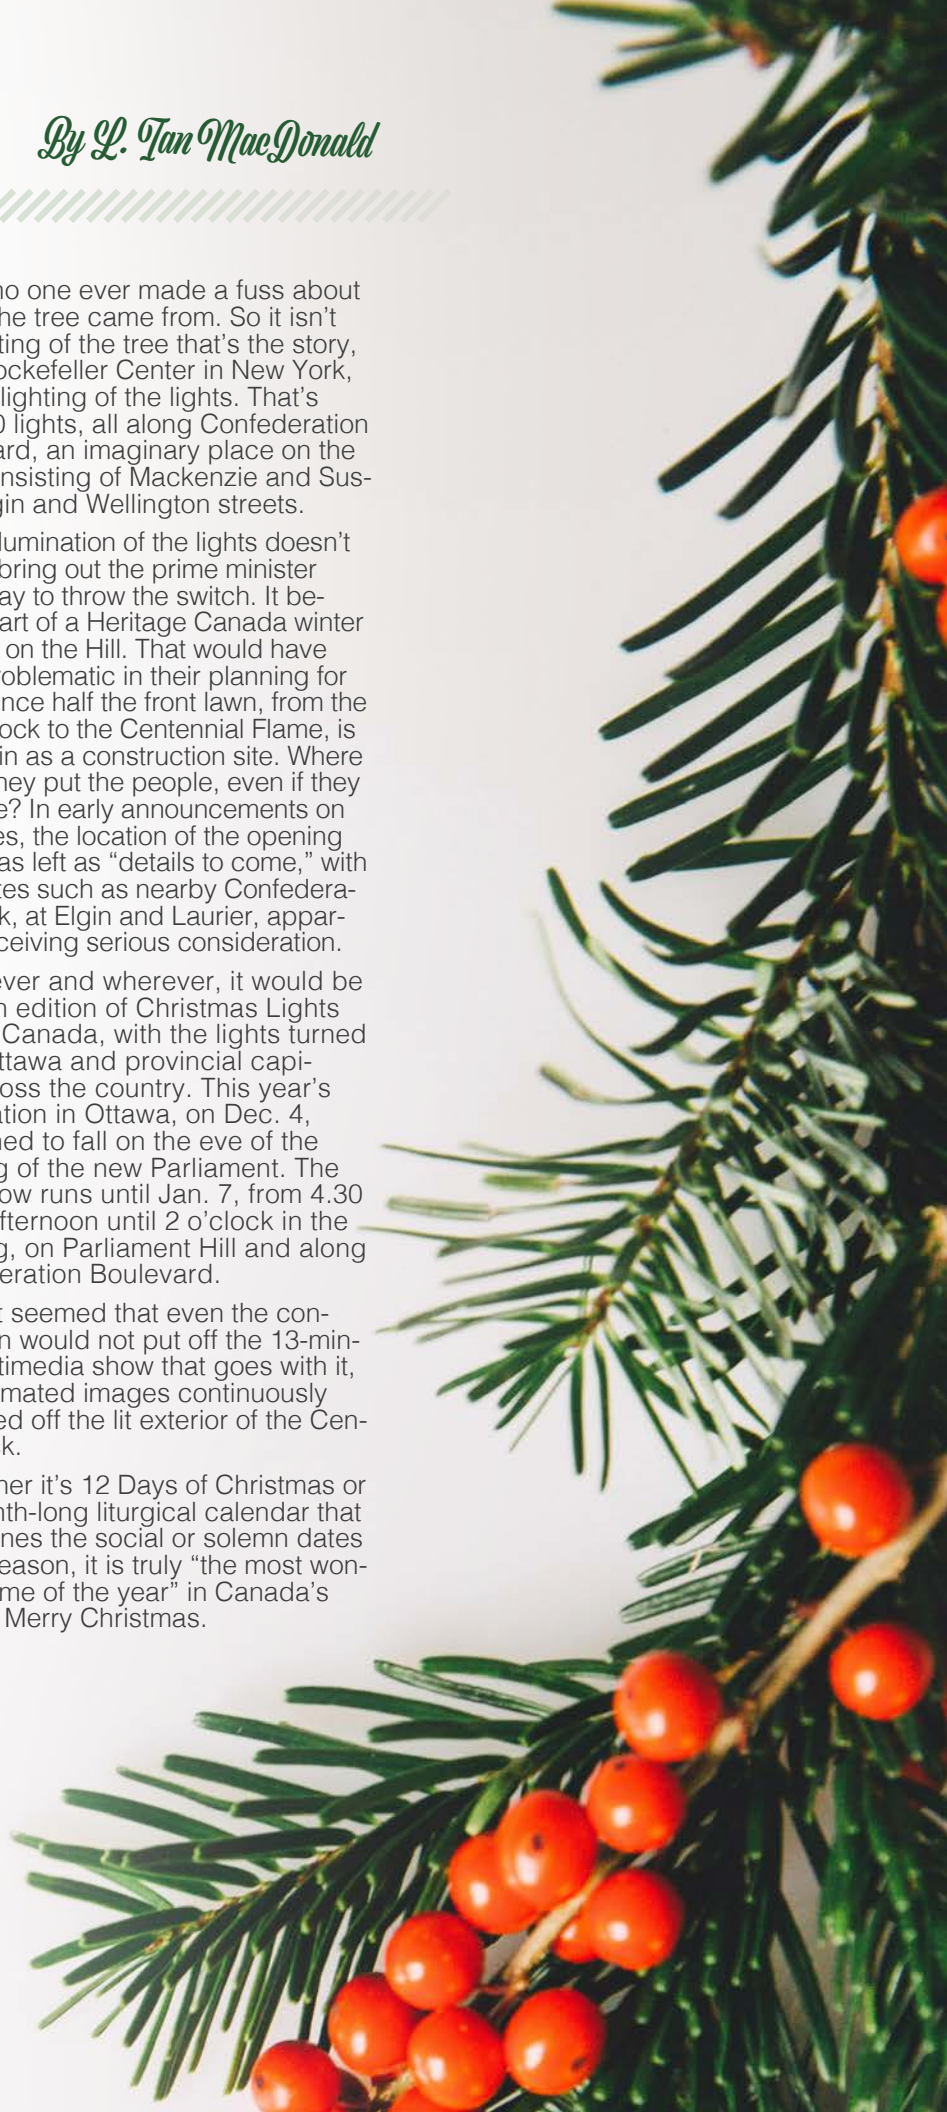 By L. Ian MacDonald
no one ever made a fuss about
he tree came from. So it isn’t
ting of the tree that’s the story,
ockefeller Center in New York,
lighting of the lights. That’s
0 lights, all along Confederation
ard, an imaginary place on the
nsisting of Mackenzie and Sus-
gin and Wellington streets.
lumination of the lights doesn’t
bring out the prime minister
ay to throw the switch. It be-
art of a Heritage Canada winter
on the Hill. That would have
roblematic in their planning for
nce half the front lawn, from the
ock to the Centennial Flame, is
in as a construction site. Where
hey put the people, even if they
e? In early announcements on
es, the location of the opening
as left as “details to come,” with
tes such as nearby Confedera-
k, at Elgin and Laurier, appar-
ceiving serious consideration.
ever and wherever, it would be
n edition of Christmas Lights
Canada, with the lights turned
ttawa and provincial capi-
oss the country. This year’s
ation in Ottawa, on Dec. 4,
ned to fall on the eve of the
g of the new Parliament. The
ow runs until Jan. 7, from 4.30
fternoon until 2 o’clock in the
g, on Parliament Hill and along
eration Boulevard.
t seemed that even the con-
n would not put off the 13-min-
timedia show that goes with it,
mated images continuously
ed off the lit exterior of the Cen-
k.
her it’s 12 Days of Christmas or
nth-long liturgical calendar that
nes the social or solemn dates
eason, it is truly “the most won-
me of the year” in Canada’s
Merry Christmas.